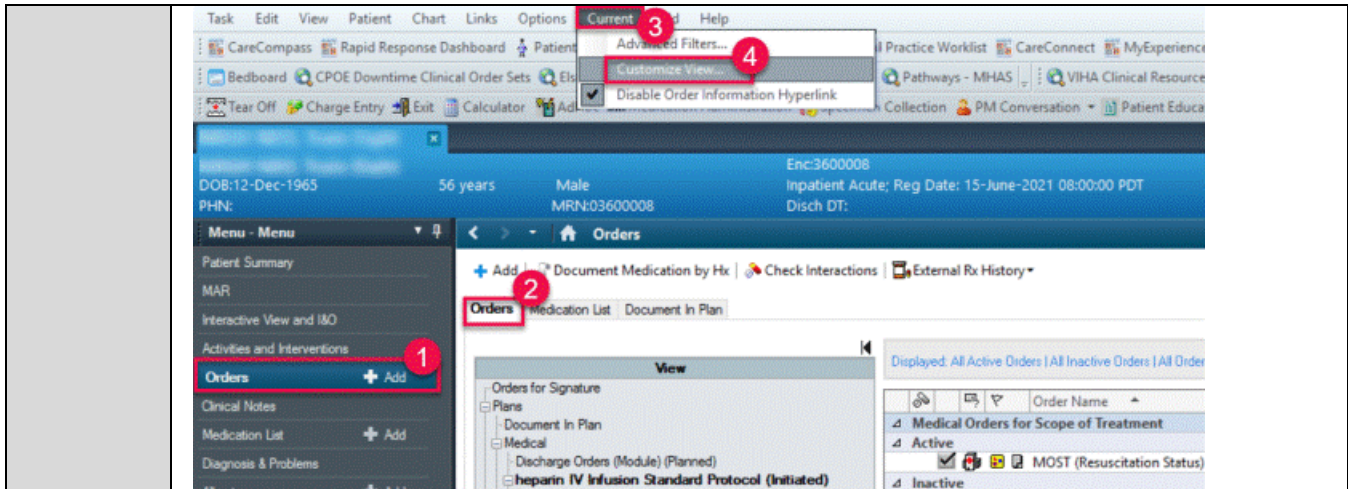 Task Edit View Patient Chart Links Options Current Help
3
CareCompass Rapid Response Dashboard Patient Advanced Filters... Practice Worklist CareConnect MyExperience
4
Bedboard CPOE Downtime Clinical Order Sets Customize View... Pathways - MHAS VIHA Clinical Resource
Tear Off Charge Entry Exit Calculator Disable Order Information Hyperlink Collection PM Conversation Patient Educa
Enc:3600008
DOB:12-Dec-1965 56 years Male Inpatient Acute; Reg Date: 15-June-2021 08:00:00 PDT
PHN: MRN:03600008 Disch DT:
Menu - Menu Orders
Patient Summary
Add Document Medication by Hx Check Interactions External Rx History
MAR
2
Interactive View and I&O
Orders Medication List Document In Plan
Activities and Interventions
1
Orders + Add
View
Displayed: All Active Orders | All Inactive Orders | All Order
Orders for Signature
Clinical Notes
Plans
Order Name
Document In Plan
Medical Orders for Scope of Treatment
Medication List + Add
Medical
Active
Discharge Orders (Module) (Planned)
MOST (Resuscitation Status)
Diagnosis & Problems
heparin IV Infusion Standard Protocol (Initiated)
Inactive